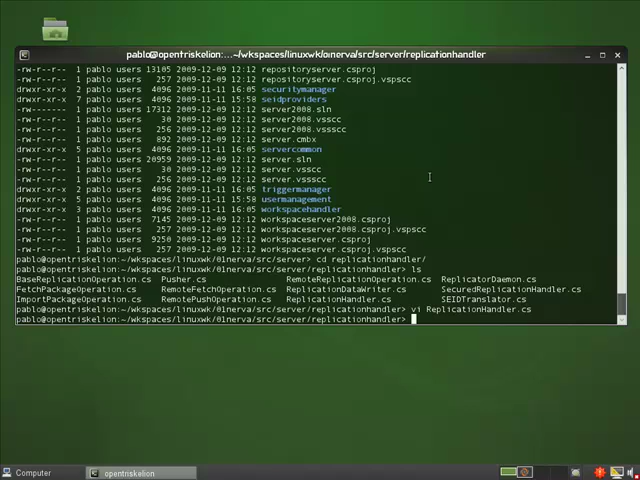 pablo@opentriskelion:...~/wkspaces/linuxwk/01nerva/src/server/replicationhandler
-rw-r--r-- 1 pablo users 13105 2009-12-09 12:12 repositoryserver.csproj
-rw-r--r-- 1 pablo users 257 2009-12-09 12:12 repositoryserver.csproj.vspscc
drwxr-xr-x 2 pablo users 4096 2009-11-11 16:05 securitymanager
drwxr-xr-x 7 pablo users 4096 2009-11-11 15:58 seidproviders
-rw------- 1 pablo users 17312 2009-12-09 12:12 server2008.sln
-rw-r--r-- 1 pablo users 30 2009-12-09 12:12 server2008.vsscc
-rw-r--r-- 1 pablo users 256 2009-12-09 12:12 server2008.vssscc
-rw-r--r-- 1 pablo users 892 2009-12-09 12:12 server.cmbx
drwxr-xr-x 5 pablo users 4096 2009-11-11 16:05 servercommon
-rw-r--r-- 1 pablo users 20959 2009-12-09 12:12 server.sln
-rw-r--r-- 1 pablo users 30 2009-12-09 12:12 server.vsscc
-rw-r--r-- 1 pablo users 256 2009-12-09 12:12 server.vssscc
drwxr-xr-x 2 pablo users 4096 2009-11-11 16:05 triggermanager
drwxr-xr-x 5 pablo users 4096 2009-11-11 15:58 usermanagement
drwxr-xr-x 3 pablo users 4096 2009-11-11 16:05 workspacehandler
-rw-r--r-- 1 pablo users 7145 2009-12-09 12:12 workspaceserver2008.csproj
-rw-r--r-- 1 pablo users 257 2009-12-09 12:12 workspaceserver2008.csproj.vspscc
-rw-r--r-- 1 pablo users 9250 2009-12-09 12:12 workspaceserver.csproj
-rw-r--r-- 1 pablo users 257 2009-12-09 12:12 workspaceserver.csproj.vspscc
pablo@opentriskelion:~/wkspaces/linuxwk/01nerva/src/server> cd replicationhandler/
pablo@opentriskelion:~/wkspaces/linuxwk/01nerva/src/server/replicationhandler> ls
BaseReplicationOperation.cs Pusher.cs RemoteReplicationOperation.cs ReplicatorDaemon.cs
FetchPackageOperation.cs RemoteFetchOperation.cs ReplicationDataWriter.cs SecuredReplicationHandler.cs
ImportPackageOperation.cs RemotePushOperation.cs ReplicationHandler.cs SEIDTranslator.cs
pablo@opentriskelion:~/wkspaces/linuxwk/01nerva/src/server/replicationhandler> vi ReplicationHandler.cs
pablo@opentriskelion:~/wkspaces/linuxwk/01nerva/src/server/replicationhandler>
Computer opentriskelion